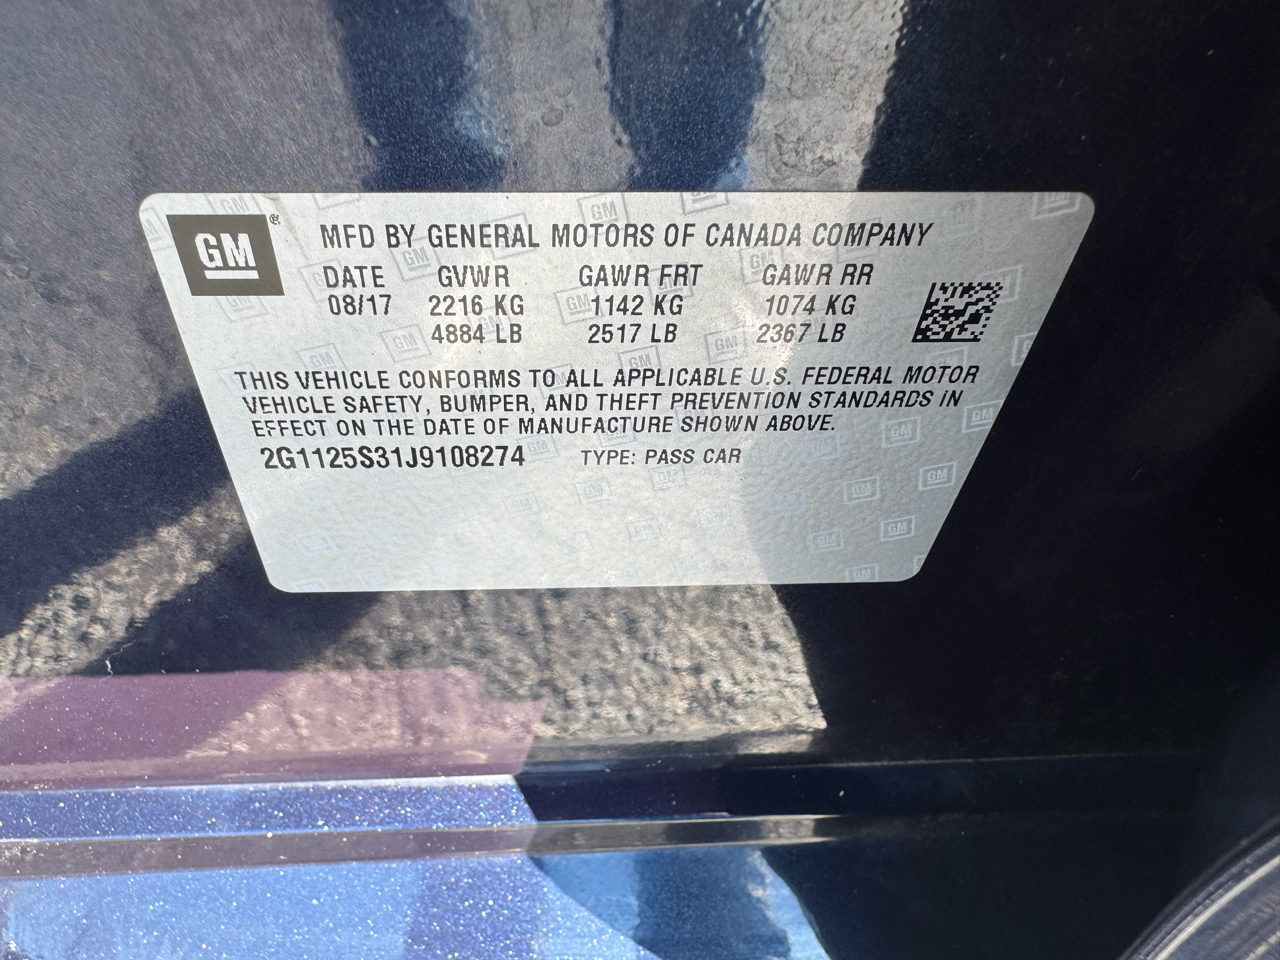 GM ® MFD BY GENERAL MOTORS OF CANADA COMPANY
DATE GVWR GAWR FRT GAWR RR
08/17 2216 KG 1142 KG 1074 KG
4884 LB 2517 LB 2367 LB
THIS VEHICLE CONFORMS TO ALL APPLICABLE U.S. FEDERAL MOTOR
VEHICLE SAFETY, BUMPER, AND THEFT PREVENTION STANDARDS IN
EFFECT ON THE DATE OF MANUFACTURE SHOWN ABOVE.
2G1125S31J9108274 TYPE: PASS CAR